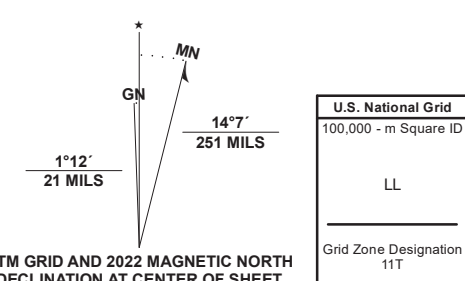 ★
MN
GN
14°7´
251 MILS
1°12´
21 MILS
TM GRID AND 2022 MAGNETIC NORTH
DECLINATION AT CENTER OF SHEET
U.S. National Grid
100,000 - m Square ID
LL
Grid Zone Designation
11T